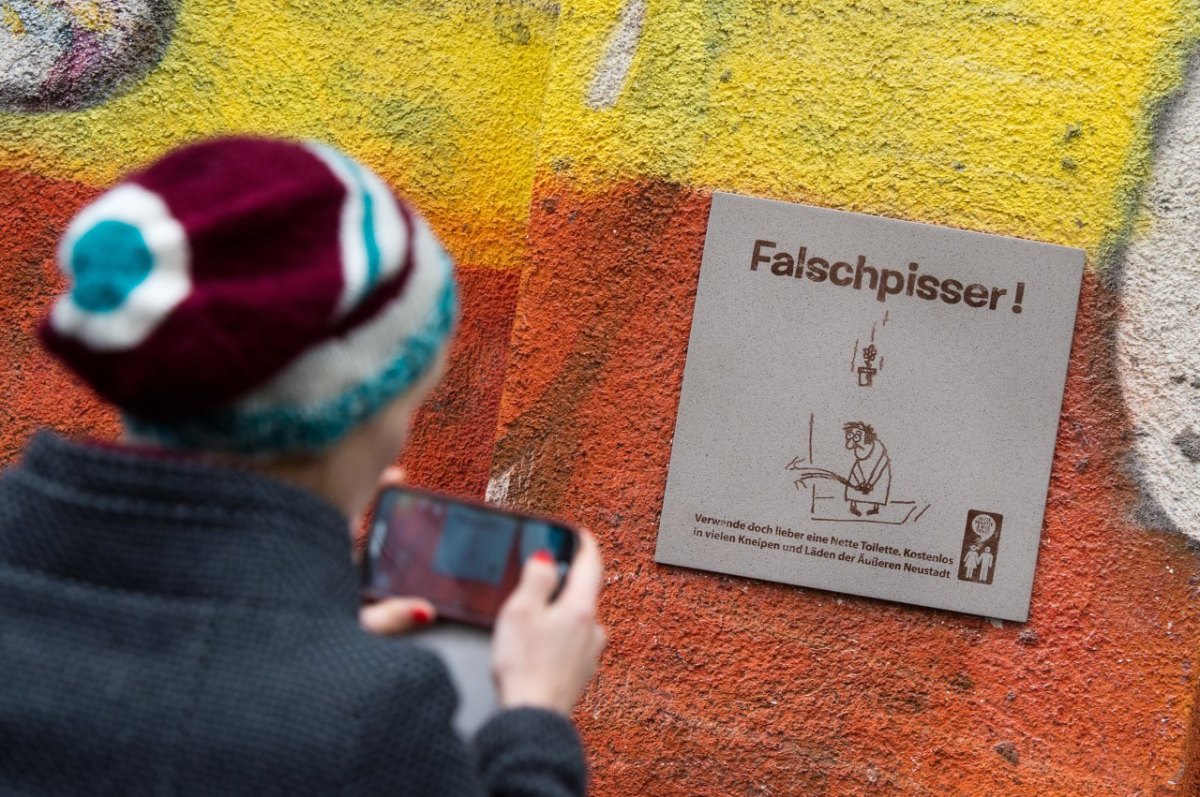 Falschpisser!
Verwende doch lieber eine Nette Toilette. Kostenlos
in vielen Kneipen und Läden der Äußeren Neustadt